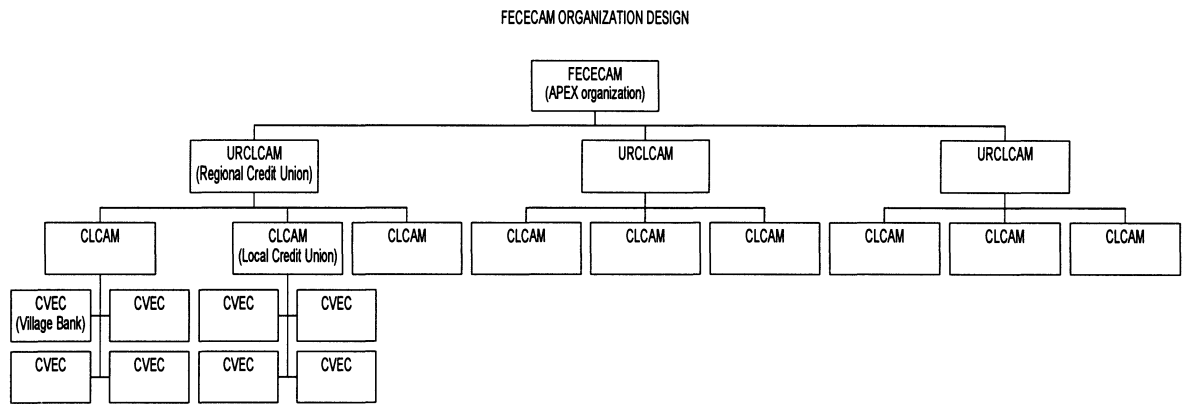 FECECAM ORGANIZATION DESIGN
FECECAM
(APEX organization)
URCLCAM
(Regional Credit Union)
URCLCAM
URCLCAM
CLCAM
CLCAM
(Local Credit Union)
CLCAM
CLCAM
CLCAM
CLCAM
CLCAM
CLCAM
CLCAM
CVEC
(Village Bank)
CVEC
CVEC
CVEC
CVEC
CVEC
CVEC
CVEC